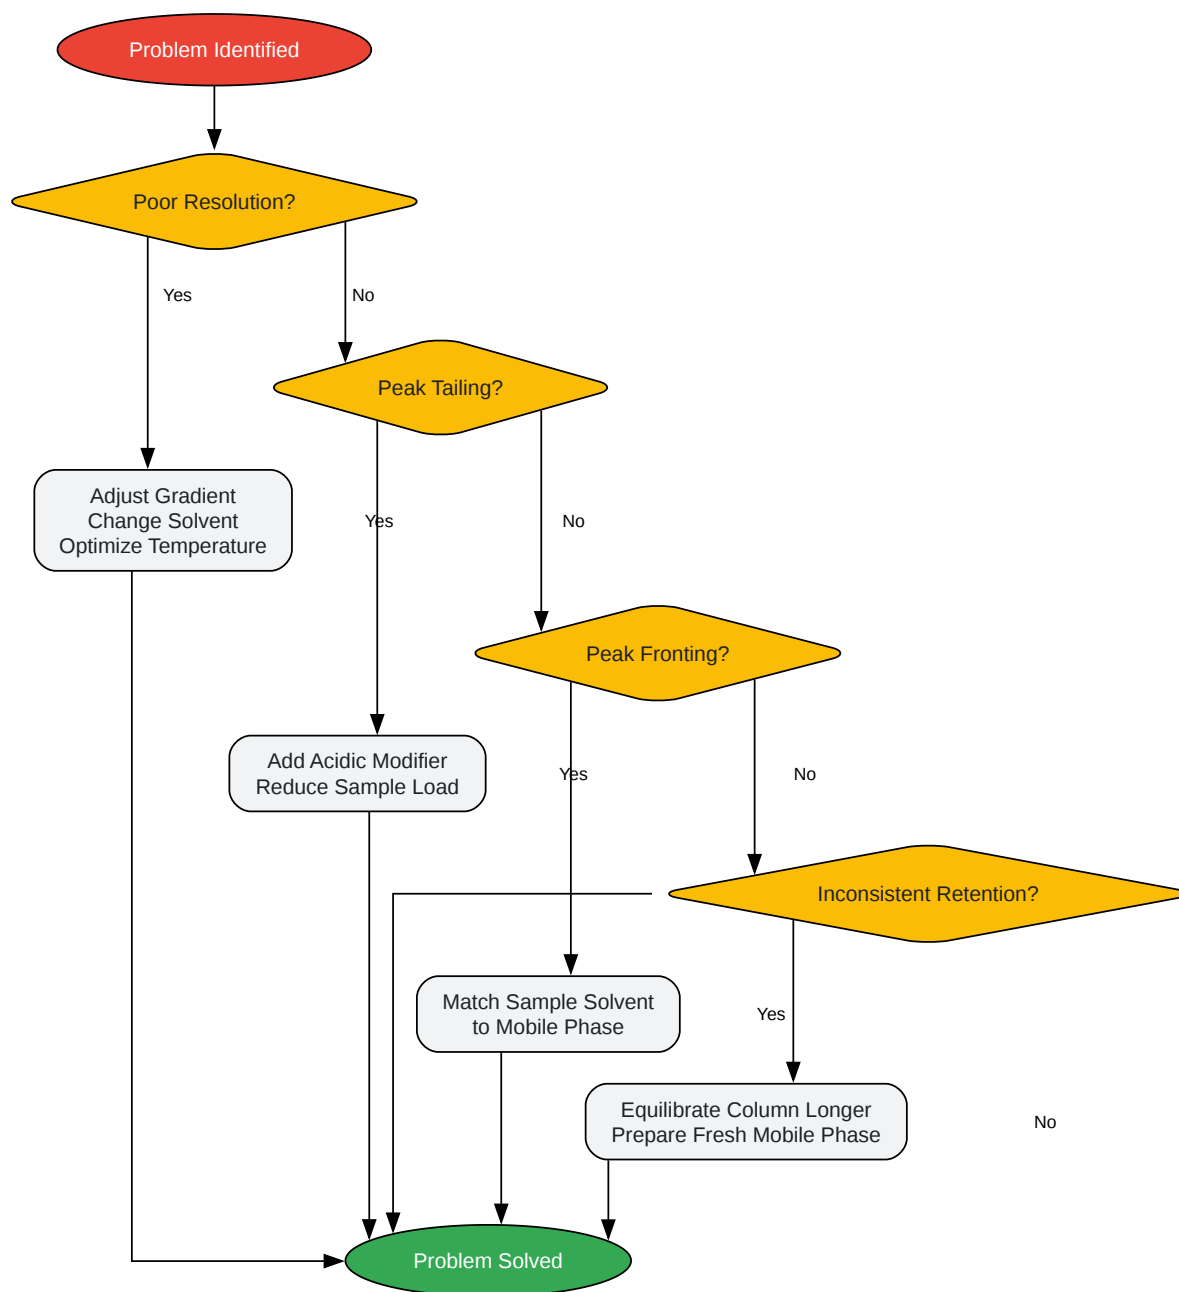 Problem Identified
Poor Resolution?
Yes
No
Peak Tailing?
Adjust Gradient
Change Solvent
Optimize Temperature
Yes
No
Peak Fronting?
Add Acidic Modifier
Reduce Sample Load
Yes
No
Inconsistent Retention?
Match Sample Solvent
to Mobile Phase
Yes
Equilibrate Column Longer
Prepare Fresh Mobile Phase
No
Problem Solved